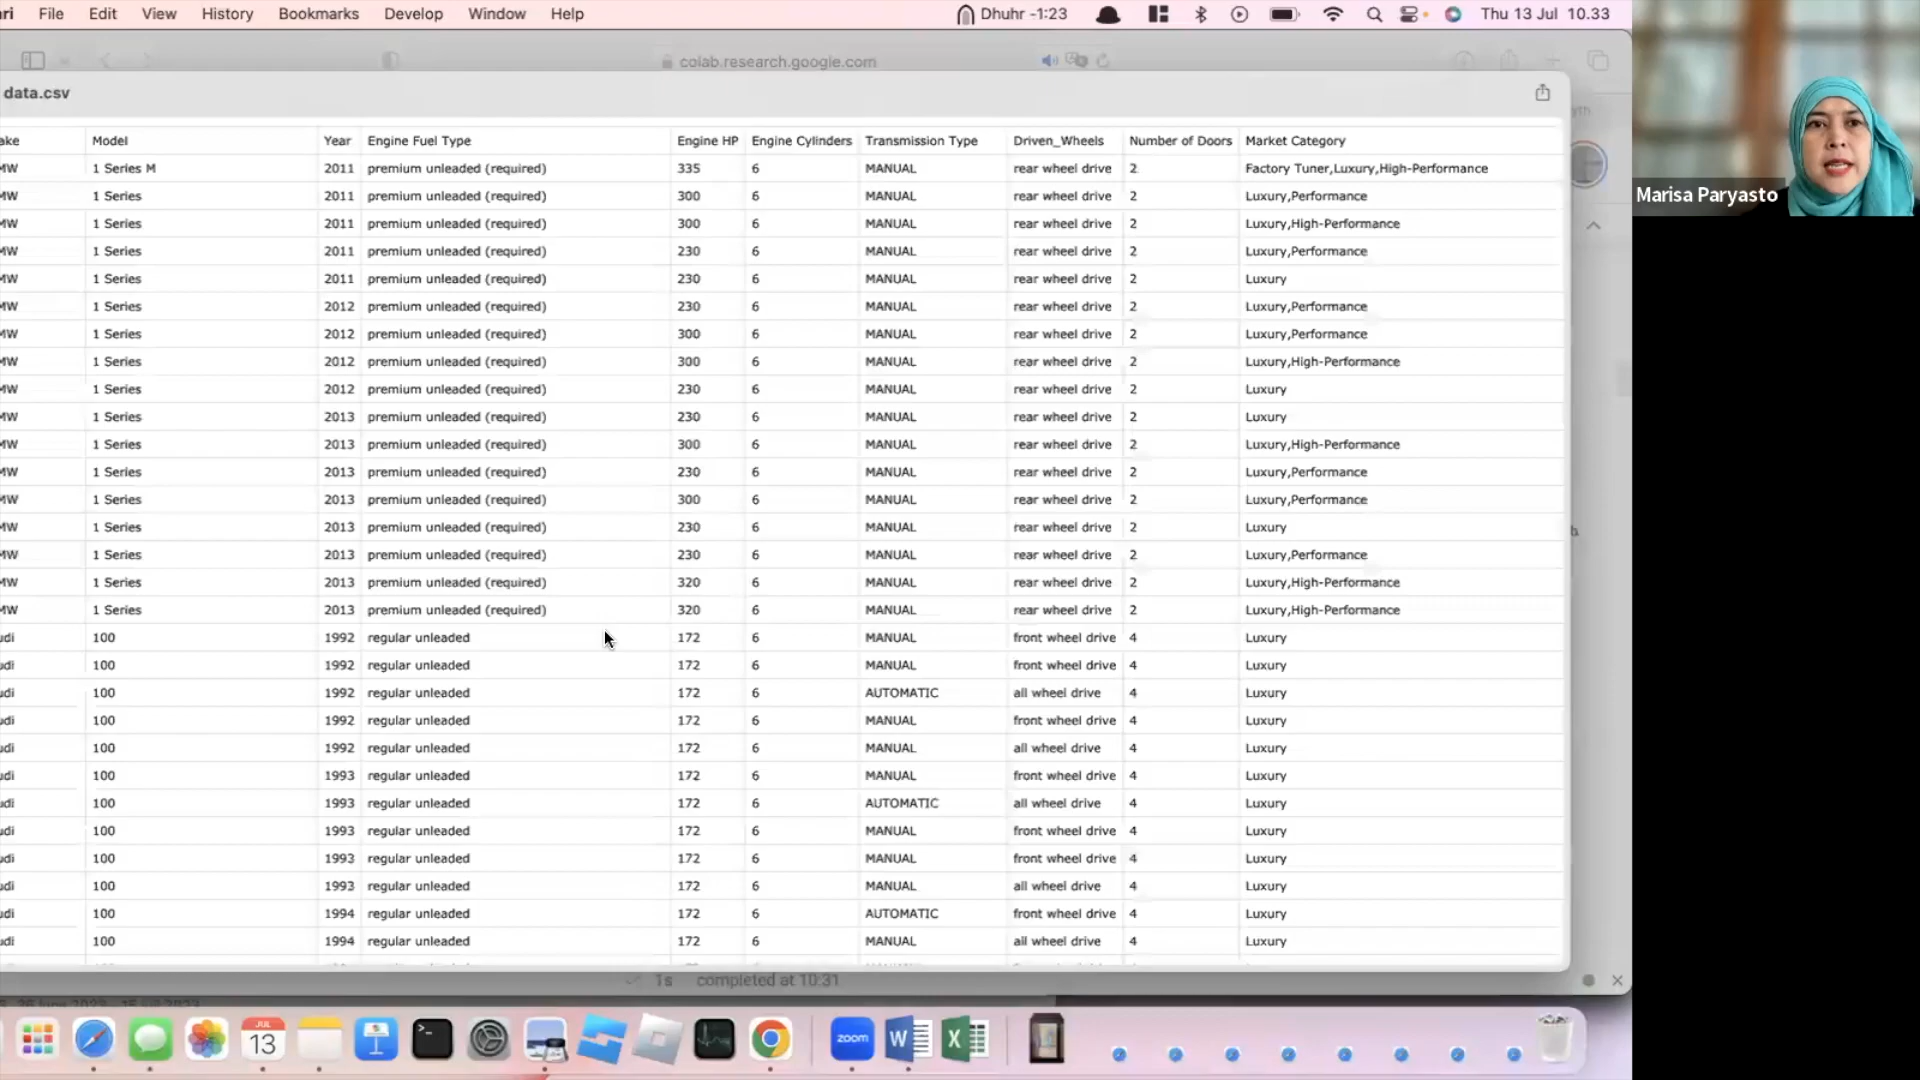 ri File Edit View History Bookmarks Develop Window Help Dhuhr -1:23 Thu 13 Jul 10.33
colab.research.google.com
data.csv
ake Model Year Engine Fuel Type Engine HP Engine Cylinders Transmission Type Driven_Wheels Number of Doors Market Category
MW 1 Series M 2011 premium unleaded (required) 335 6 MANUAL rear wheel drive 2 Factory Tuner,Luxury,High-Performance
MW 1 Series 2011 premium unleaded (required) 300 6 MANUAL rear wheel drive 2 Luxury,Performance
MW 1 Series 2011 premium unleaded (required) 300 6 MANUAL rear wheel drive 2 Luxury,High-Performance
MW 1 Series 2011 premium unleaded (required) 230 6 MANUAL rear wheel drive 2 Luxury,Performance
MW 1 Series 2011 premium unleaded (required) 230 6 MANUAL rear wheel drive 2 Luxury
MW 1 Series 2012 premium unleaded (required) 230 6 MANUAL rear wheel drive 2 Luxury,Performance
MW 1 Series 2012 premium unleaded (required) 300 6 MANUAL rear wheel drive 2 Luxury,Performance
MW 1 Series 2012 premium unleaded (required) 300 6 MANUAL rear wheel drive 2 Luxury,High-Performance
MW 1 Series 2012 premium unleaded (required) 230 6 MANUAL rear wheel drive 2 Luxury
MW 1 Series 2013 premium unleaded (required) 230 6 MANUAL rear wheel drive 2 Luxury
MW 1 Series 2013 premium unleaded (required) 300 6 MANUAL rear wheel drive 2 Luxury,High-Performance
MW 1 Series 2013 premium unleaded (required) 230 6 MANUAL rear wheel drive 2 Luxury,Performance
MW 1 Series 2013 premium unleaded (required) 300 6 MANUAL rear wheel drive 2 Luxury,Performance
MW 1 Series 2013 premium unleaded (required) 230 6 MANUAL rear wheel drive 2 Luxury
MW 1 Series 2013 premium unleaded (required) 230 6 MANUAL rear wheel drive 2 Luxury,Performance
MW 1 Series 2013 premium unleaded (required) 320 6 MANUAL rear wheel drive 2 Luxury,High-Performance
MW 1 Series 2013 premium unleaded (required) 320 6 MANUAL rear wheel drive 2 Luxury,High-Performance
udi 100 1992 regular unleaded 172 6 MANUAL front wheel drive 4 Luxury
udi 100 1992 regular unleaded 172 6 MANUAL front wheel drive 4 Luxury
udi 100 1992 regular unleaded 172 6 AUTOMATIC all wheel drive 4 Luxury
udi 100 1992 regular unleaded 172 6 MANUAL front wheel drive 4 Luxury
udi 100 1992 regular unleaded 172 6 MANUAL all wheel drive 4 Luxury
udi 100 1993 regular unleaded 172 6 MANUAL front wheel drive 4 Luxury
udi 100 1993 regular unleaded 172 6 AUTOMATIC all wheel drive 4 Luxury
udi 100 1993 regular unleaded 172 6 MANUAL front wheel drive 4 Luxury
udi 100 1993 regular unleaded 172 6 MANUAL front wheel drive 4 Luxury
udi 100 1993 regular unleaded 172 6 MANUAL all wheel drive 4 Luxury
udi 100 1994 regular unleaded 172 6 AUTOMATIC front wheel drive 4 Luxury
udi 100 1994 regular unleaded 172 6 MANUAL all wheel drive 4 Luxury
1s completed at 10:31
JUL
13
zoom
W
X
Marisa Paryasto